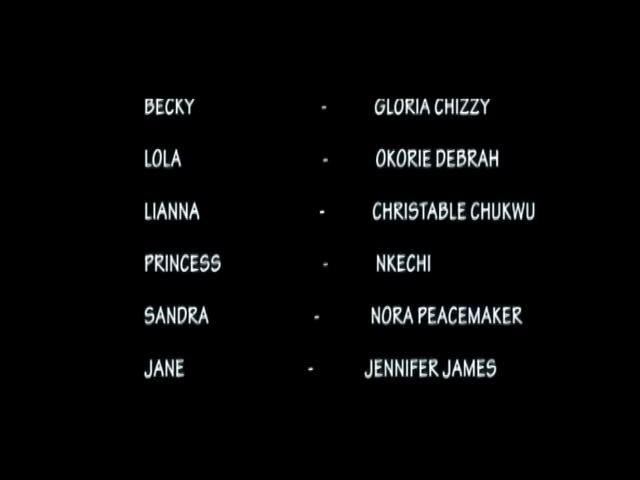 BECKY - GLORIA CHIZZY
LOLA - OKORIE DEBRAH
LIANNA - CHRISTABLE CHUKWU
PRINCESS - NKECHI
SANDRA - NORA PEACEMAKER
JANE - JENNIFER JAMES